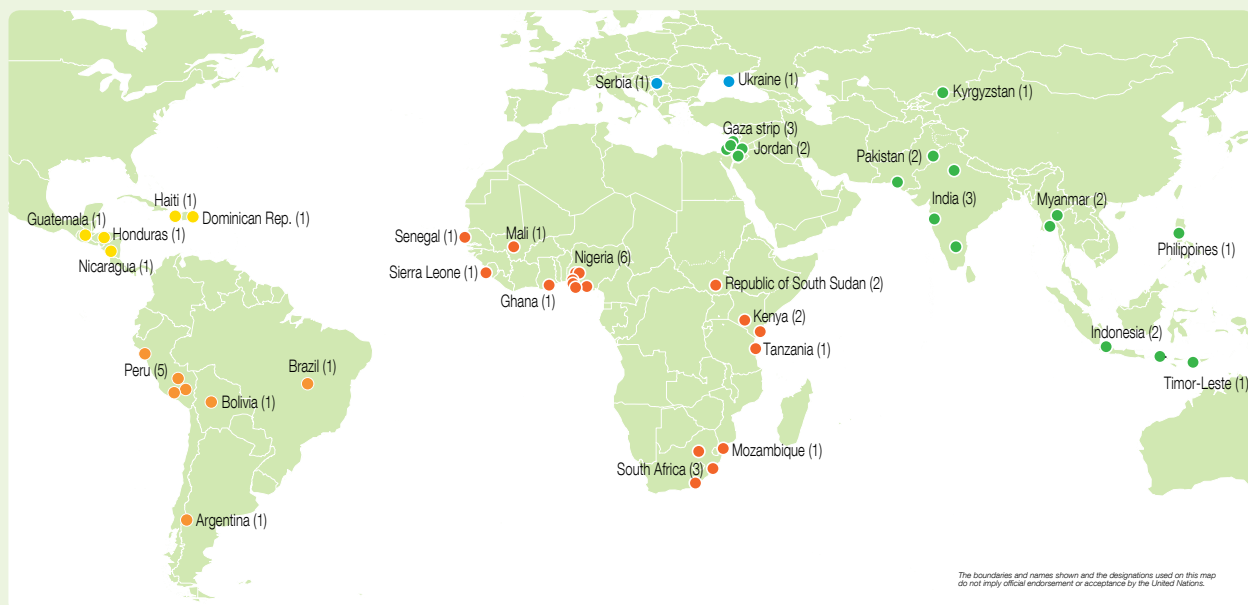 Serbia (1)
Ukraine (1)
Kyrgyzstan (1)
Gaza strip (3)
Jordan (2)
Pakistan (2)
India (3)
Myanmar (2)
Philippines (1)
Haiti (1)
Dominican Rep. (1)
Guatemala (1)
Honduras (1)
Nicaragua (1)
Senegal (1)
Mali (1)
Nigeria (6)
Sierra Leone (1)
Ghana (1)
Republic of South Sudan (2)
Kenya (2)
Tanzania (1)
Indonesia (2)
Timor-Leste (1)
Peru (5)
Brazil (1)
Bolivia (1)
Mozambique (1)
South Africa (3)
Argentina (1)
The boundaries and names shown and the designations used on this map
do not imply official endorsement or acceptance by the United Nations.